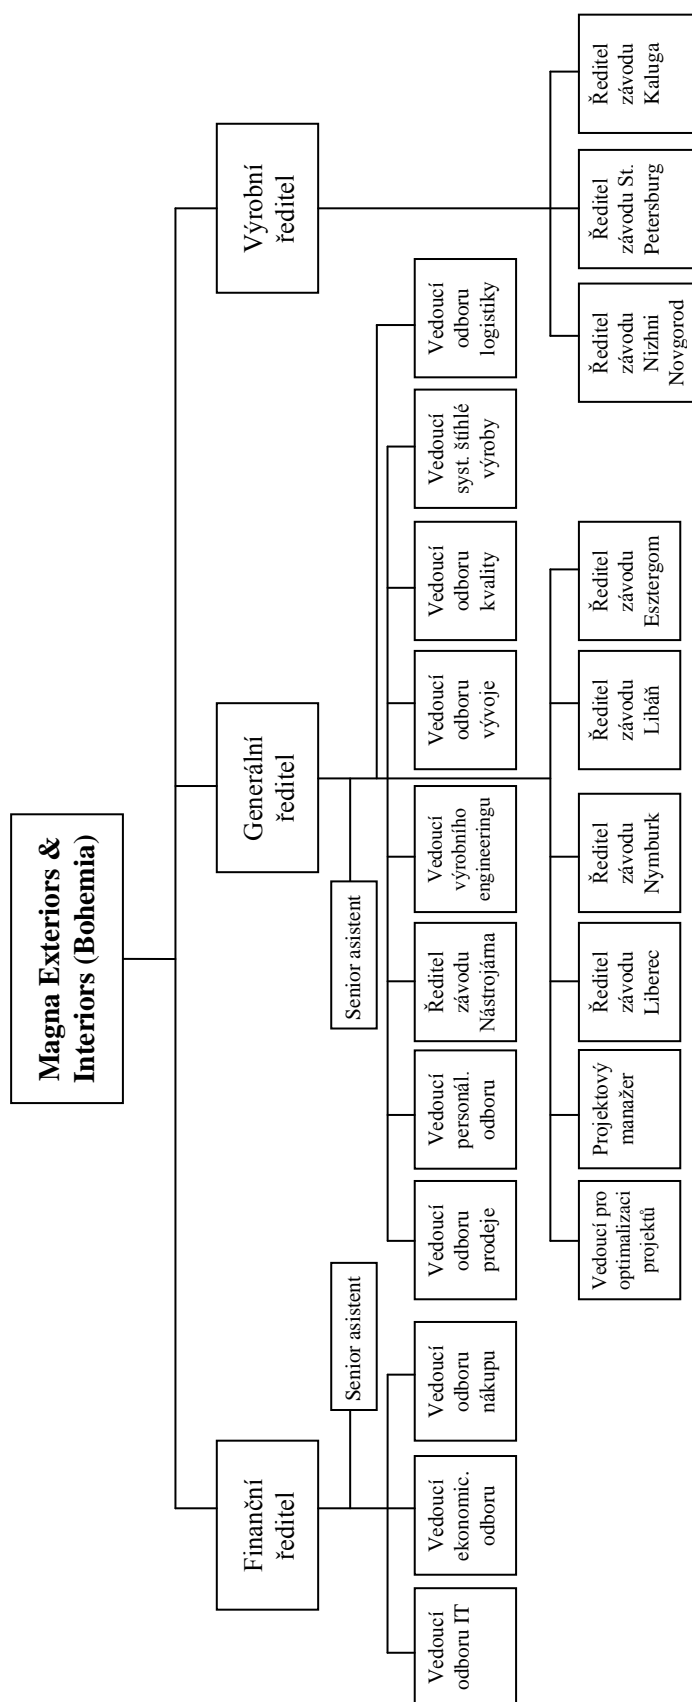 Magna Exteriors &
Interiors (Bohemia)
Finanční
ředitel
Generální
ředitel
Výrobní
ředitel
Senior asistent
Senior asistent
Vedoucí
odboru IT
Vedoucí
ekonomic.
odboru
Vedoucí
odboru
nákupu
Vedoucí
odboru
prodeje
Vedoucí
personál.
odboru
Ředitel
závodu
Nástrojáma
Vedoucí
výrobního
engineeringu
Vedoucí
odboru
vývoje
Vedoucí
odboru
kvality
Vedoucí
syst. štíhlé
výroby
Vedoucí
odboru
logistiky
Vedoucí pro
optimalizaci
projektů
Projektový
manažer
Ředitel
závodu
Liberec
Ředitel
závodu
Nymburk
Ředitel
závodu
Libáň
Ředitel
závodu
Esztergom
Ředitel
závodu
Nizhni
Novgorod
Ředitel
závodu St.
Petersburg
Ředitel
závodu
Kaluga